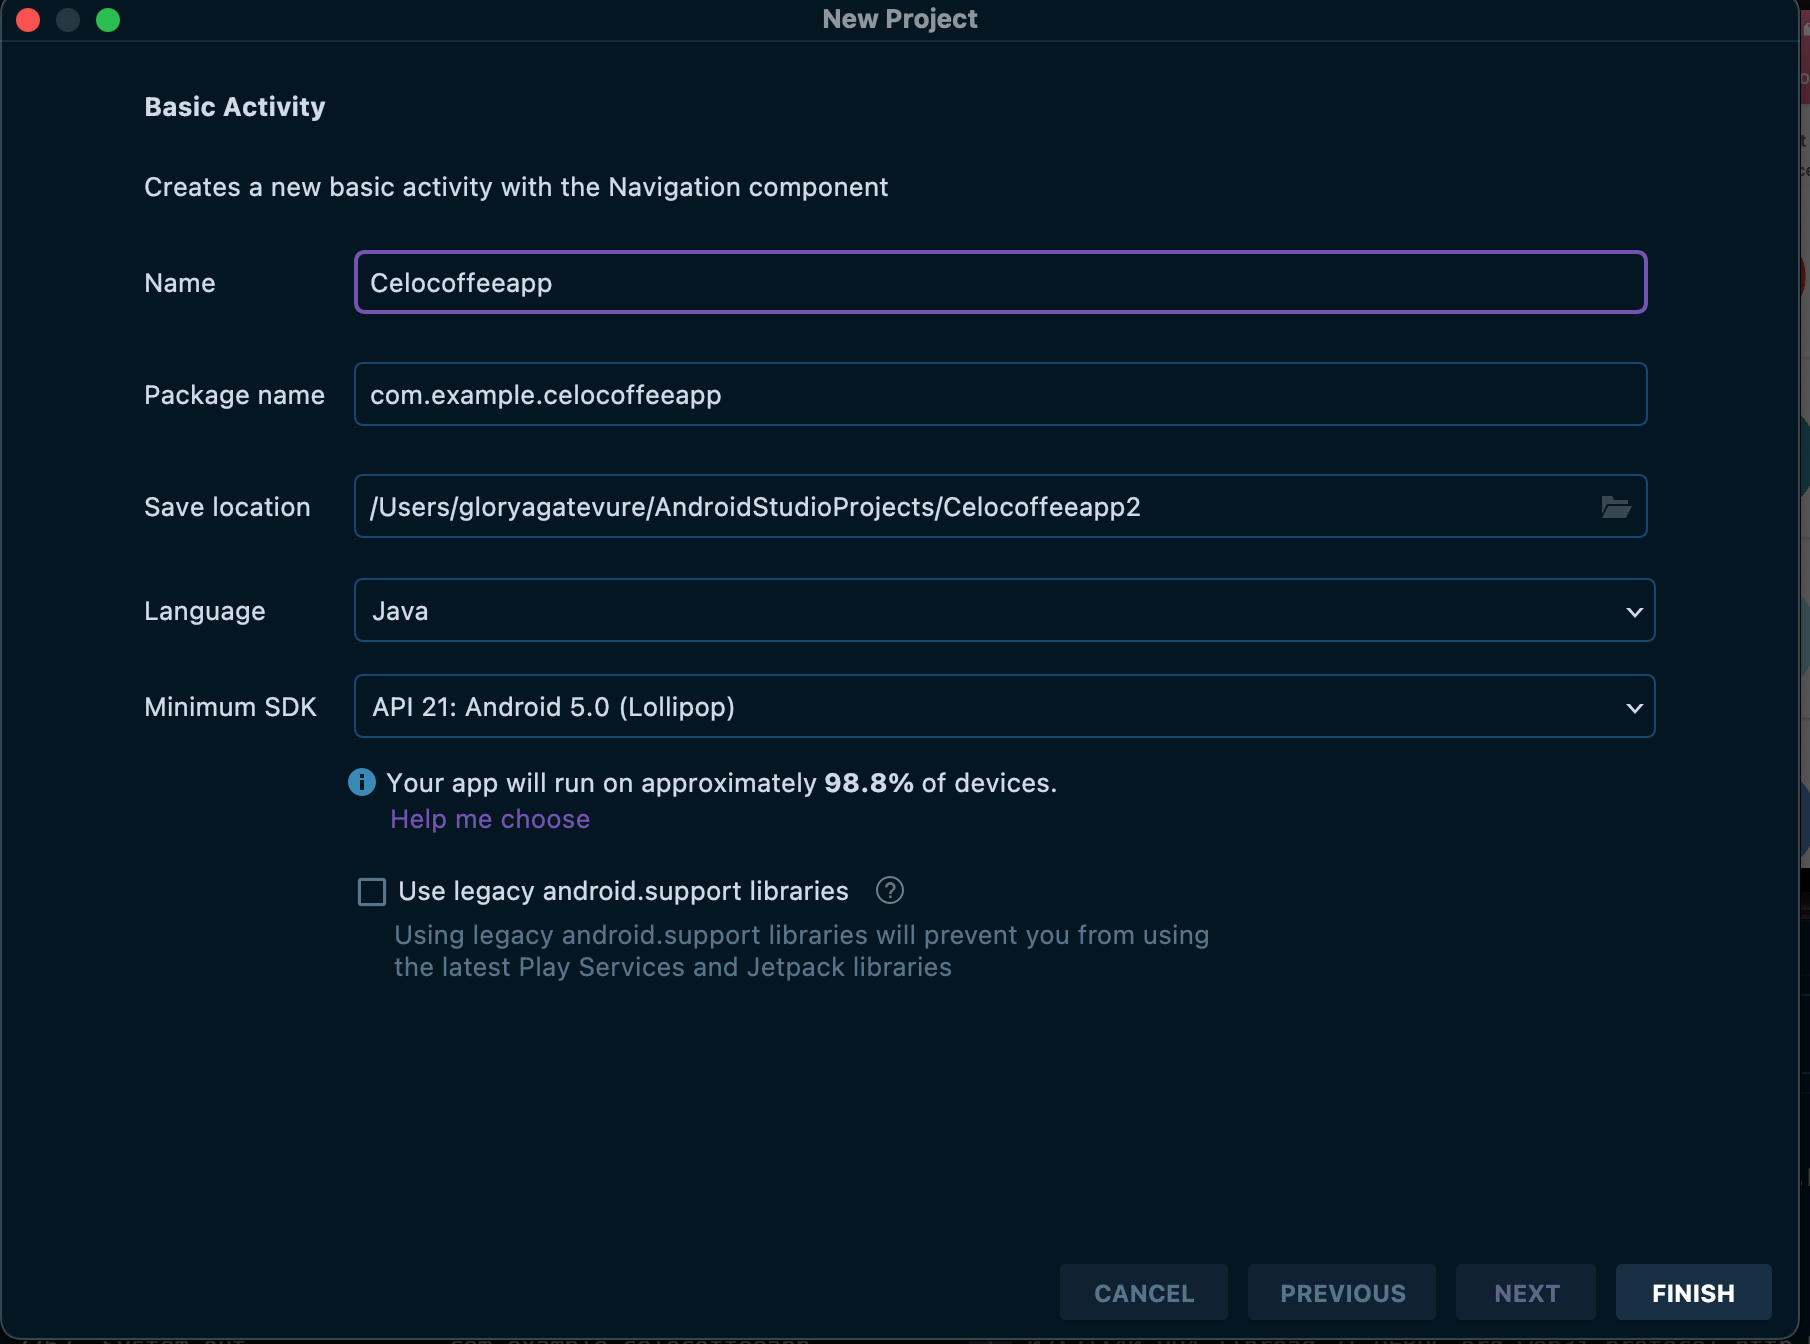 New Project
Basic Activity
Creates a new basic activity with the Navigation component
Name
Celocoffeeapp
Package name
com.example.celocoffeeapp
Save location
/Users/gloryagatevure/AndroidStudioProjects/Celocoffeeapp2
Language
Java
Minimum SDK
API 21: Android 5.0 (Lollipop)
Your app will run on approximately 98.8% of devices.
Help me choose
Use legacy android.support libraries ?
Using legacy android.support libraries will prevent you from using
the latest Play Services and Jetpack libraries
CANCEL
PREVIOUS
NEXT
FINISH